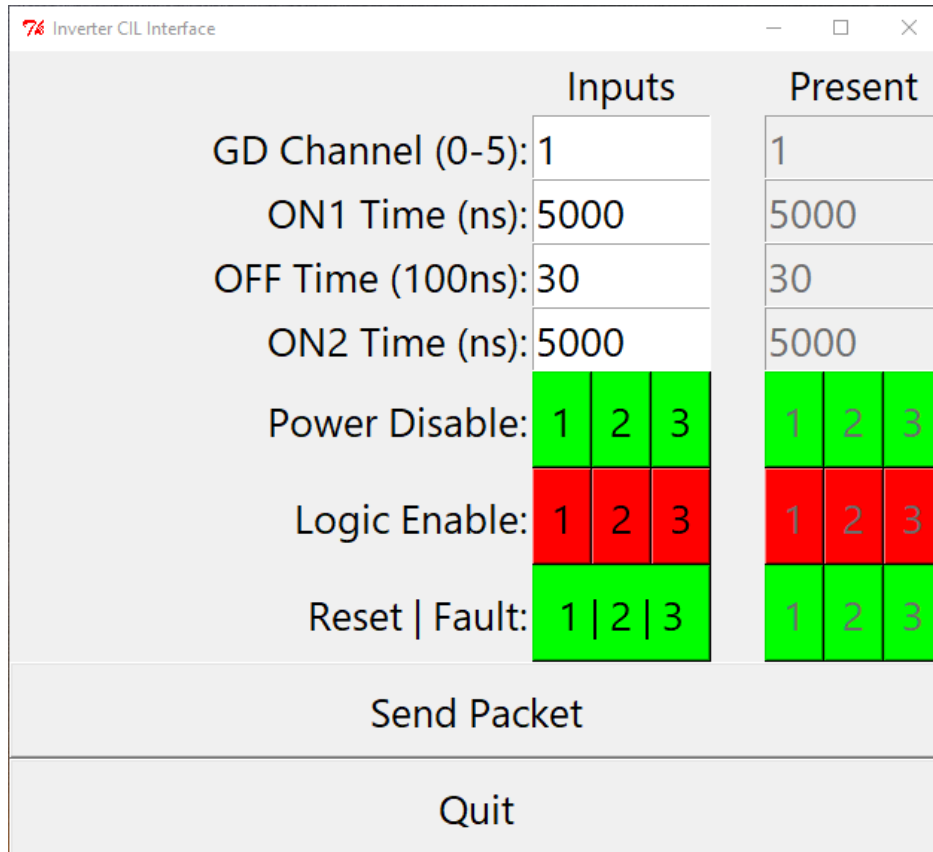 Inverter CIL Interface
Inputs Present
GD Channel (0-5): 1 1
ON1 Time (ns): 5000 5000
OFF Time (100ns): 30 30
ON2 Time (ns): 5000 5000
Power Disable: 1 2 3 1 2 3
Logic Enable: 1 2 3 1 2 3
Reset | Fault: 1 | 2 | 3 1 2 3
Send Packet
Quit